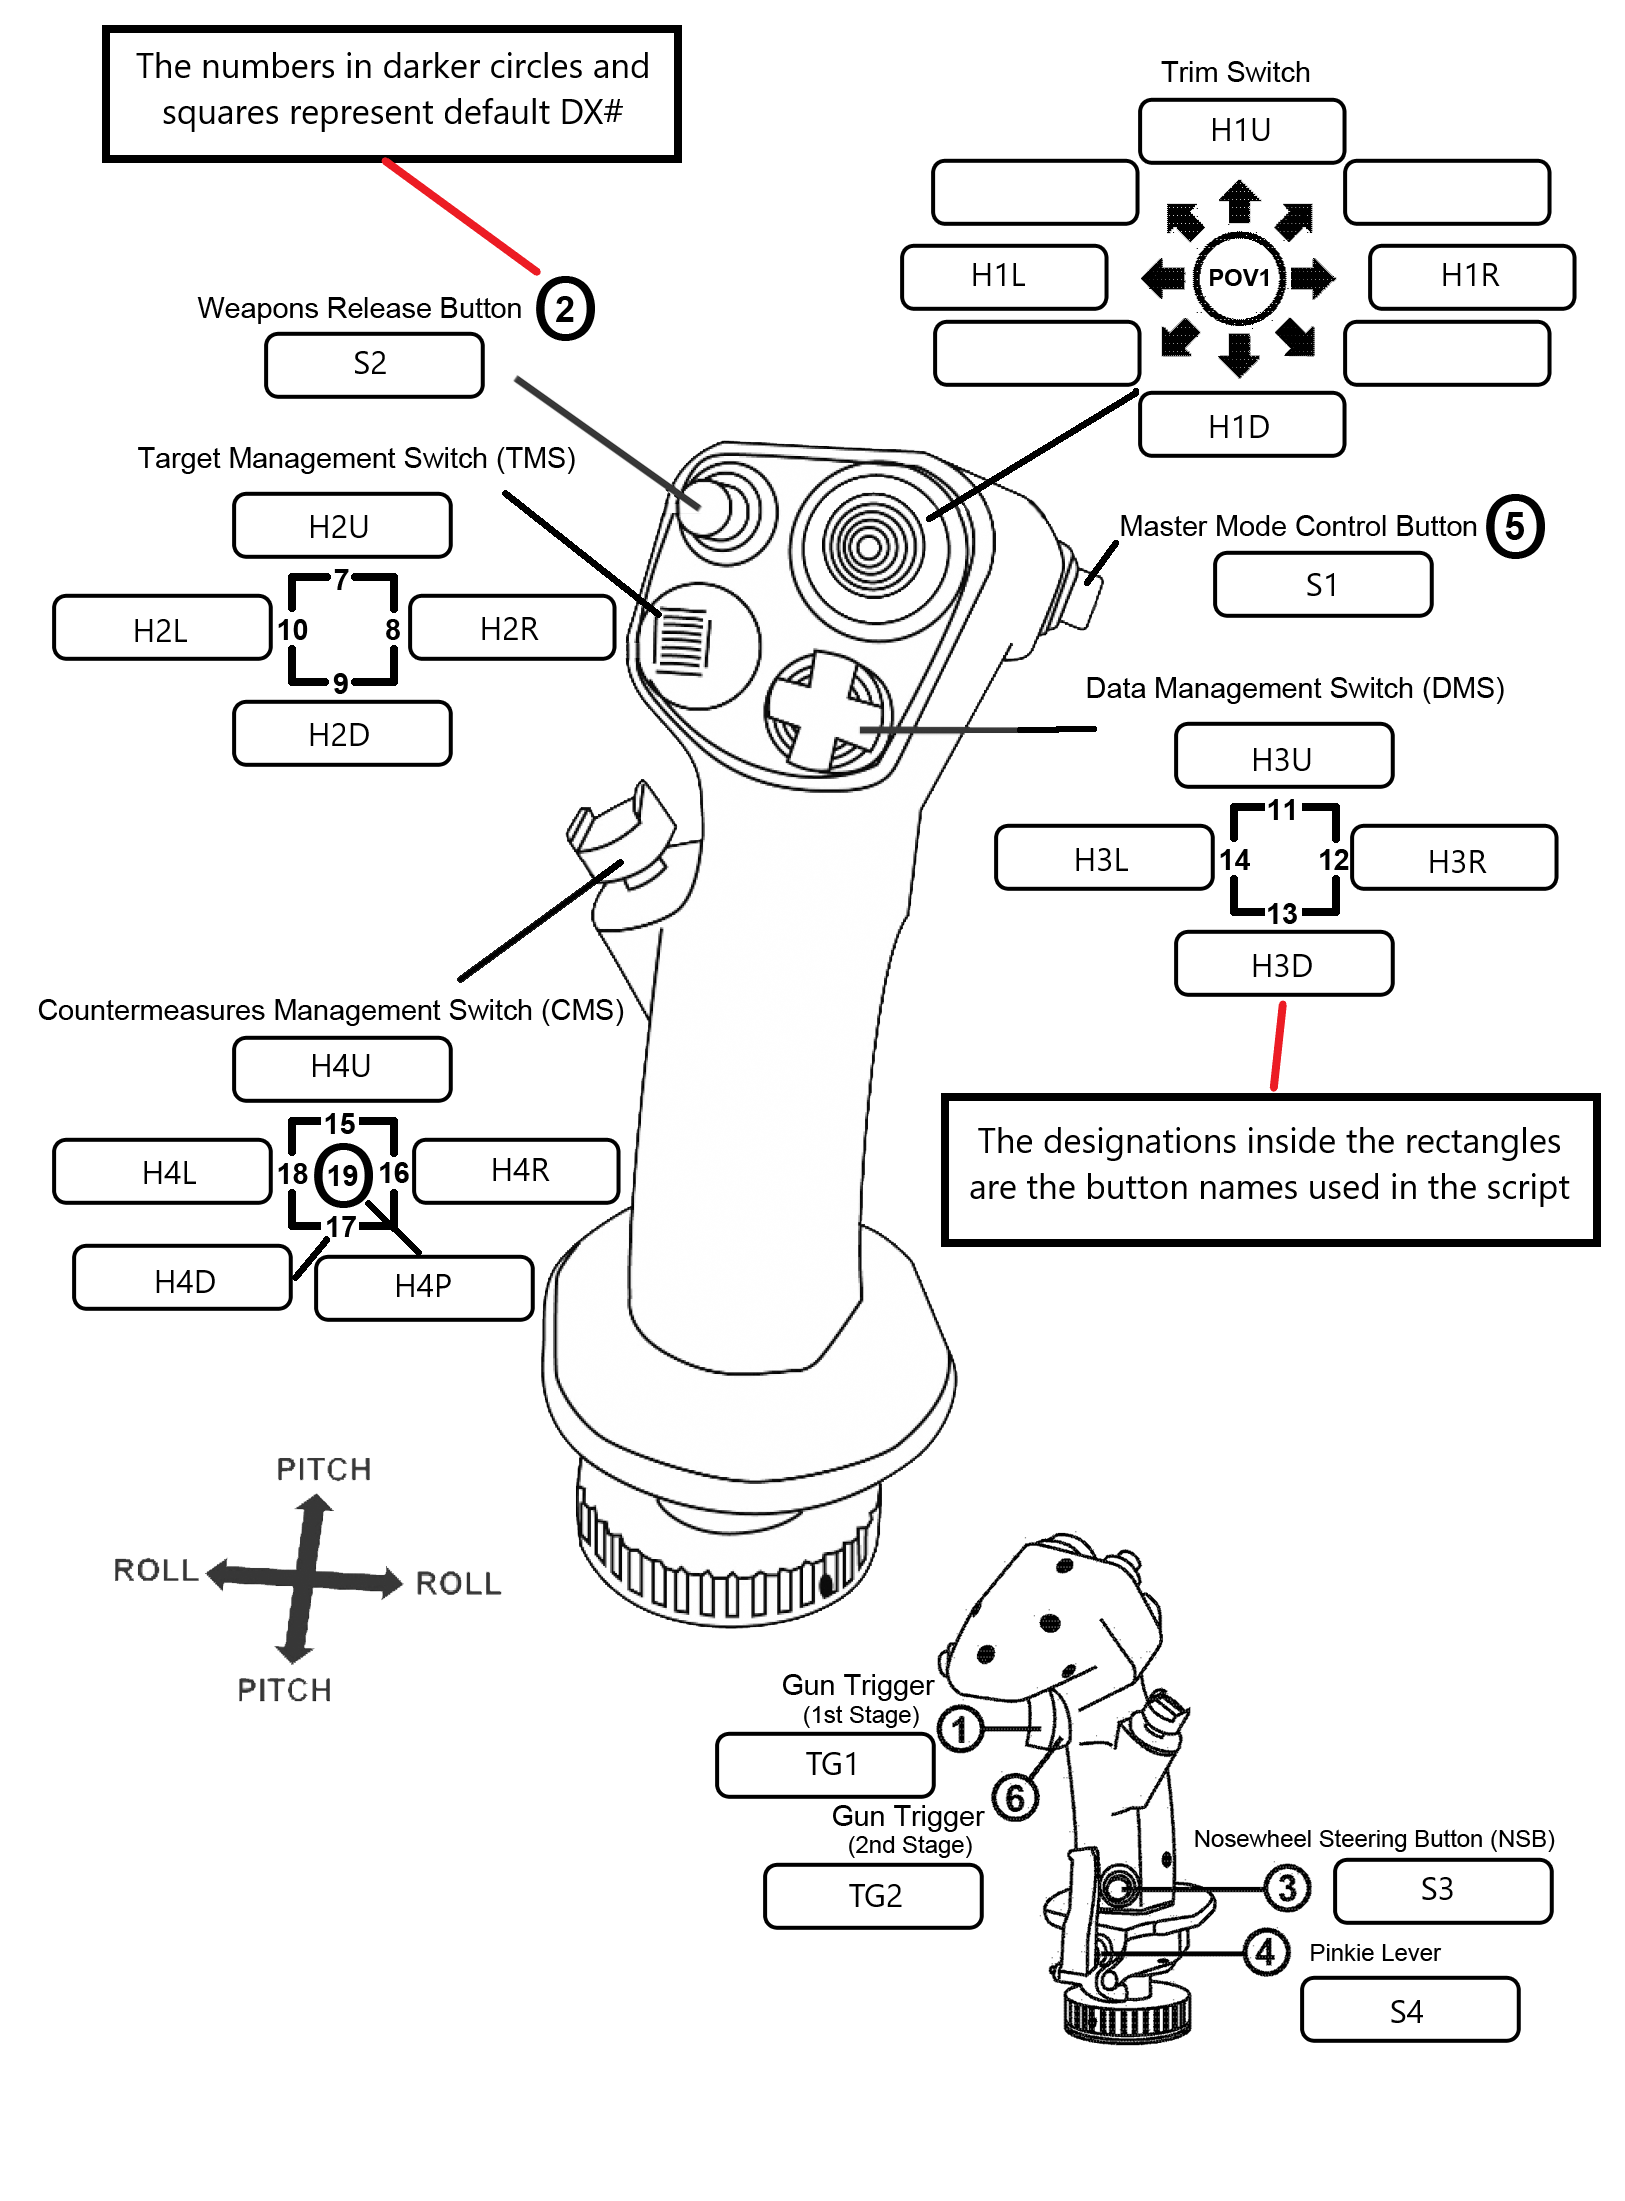 The numbers in darker circles and
squares represent default DX#
Trim Switch
H1U
H1L
POV1
H1R
H1D
Weapons Release Button 2
S2
Target Management Switch (TMS)
H2U
7
H2L
10
8
H2R
9
H2D
Master Mode Control Button 5
S1
Data Management Switch (DMS)
H3U
11
H3L
14
12
H3R
13
H3D
Countermeasures Management Switch (CMS)
H4U
15
H4L
18
19
16
H4R
17
H4D
H4P
The designations inside the rectangles
are the button names used in the script
PITCH
ROLL
ROLL
PITCH
Gun Trigger
(1st Stage)
1
TG1
6
Gun Trigger
(2nd Stage)
TG2
Nosewheel Steering Button (NSB)
3
S3
4
Pinkie Lever
S4